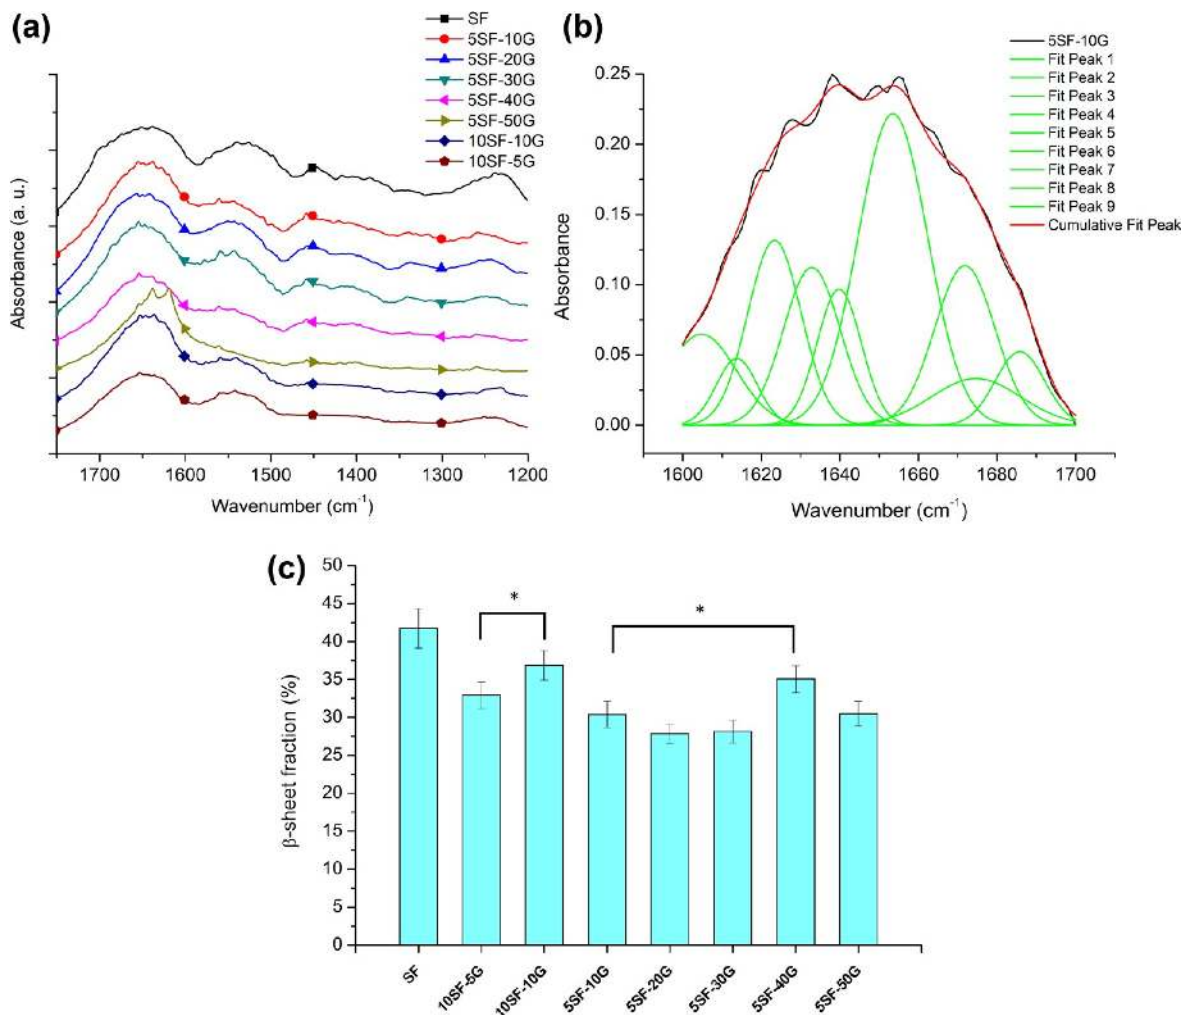 (a)
SF
5SF-10G
5SF-20G
5SF-30G
5SF-40G
5SF-50G
10SF-10G
10SF-5G
Absorbance (a. u.)
1700 1600 1500 1400 1300 1200
Wavenumber (cm⁻¹)
(b)
5SF-10G
Fit Peak 1
Fit Peak 2
Fit Peak 3
Fit Peak 4
Fit Peak 5
Fit Peak 6
Fit Peak 7
Fit Peak 8
Fit Peak 9
Cumulative Fit Peak
Absorbance
0.25
0.20
0.15
0.10
0.05
0.00
1600 1620 1640 1660 1680 1700
Wavenumber (cm⁻¹)
(c)
β-sheet fraction (%)
50
45
40
35
30
25
20
15
10
5
0
* *
SF 10SF-5G 10SF-10G 5SF-10G 5SF-20G 5SF-30G 5SF-40G 5SF-50G